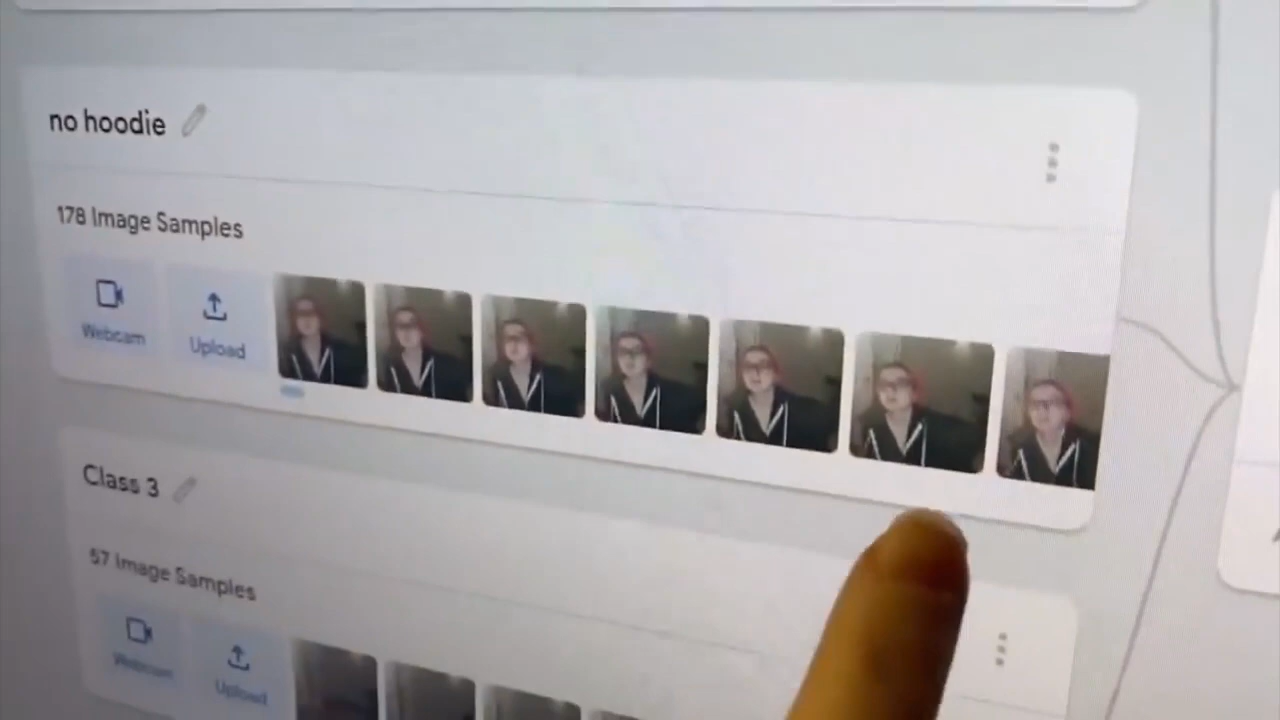 no hoodie
178 Image Samples
Webcam
Upload
Class 3
57 Image Samples
Webcam
Upload